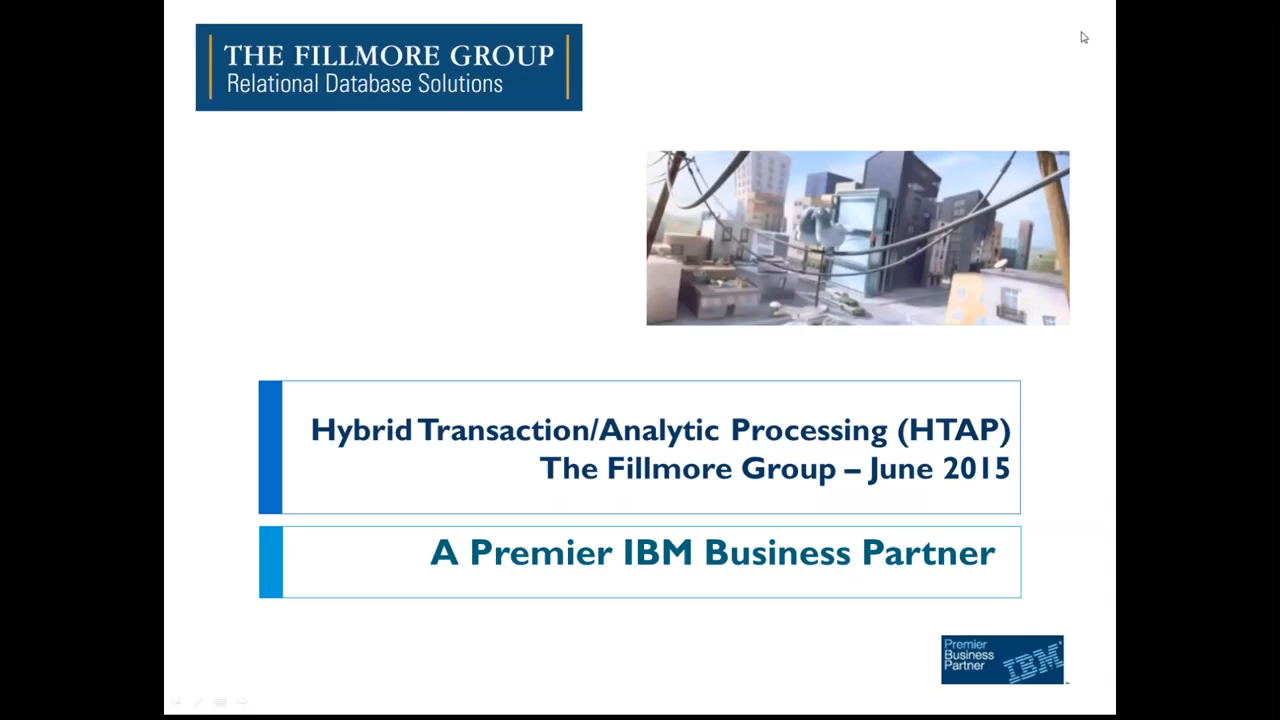 THE FILLMORE GROUP
Relational Database Solutions
Hybrid Transaction/Analytic Processing (HTAP)
The Fillmore Group – June 2015
A Premier IBM Business Partner
Premier
Business
Partner
IBM